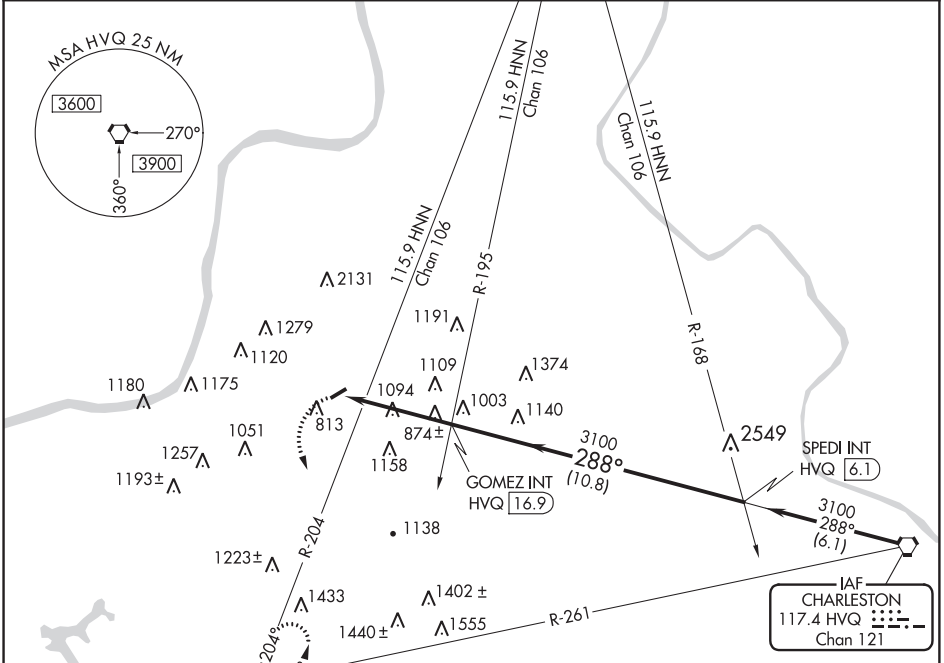 MSA HVQ 25 NM
3600
270°
3900
360°
115.9 HNN
Chan 106
115.9 HNN
Chan 106
115.9 HNN
Chan 106
2131
R-195
1191
1279
1120
R-168
1109
1374
1180
1175
1094
1003
1140
813
874±
2549
1051
1158
3100
288°
(10.8)
SPEDI INT
HVQ 6.1
1257
1193±
GOMEZ INT
HVQ 16.9
3100
288°
(6.1)
1138
R-204
1223±
IAF
CHARLESTON
117.4 HVQ
Chan 121
1433
1402 ±
R-261
1440±
1555
204°